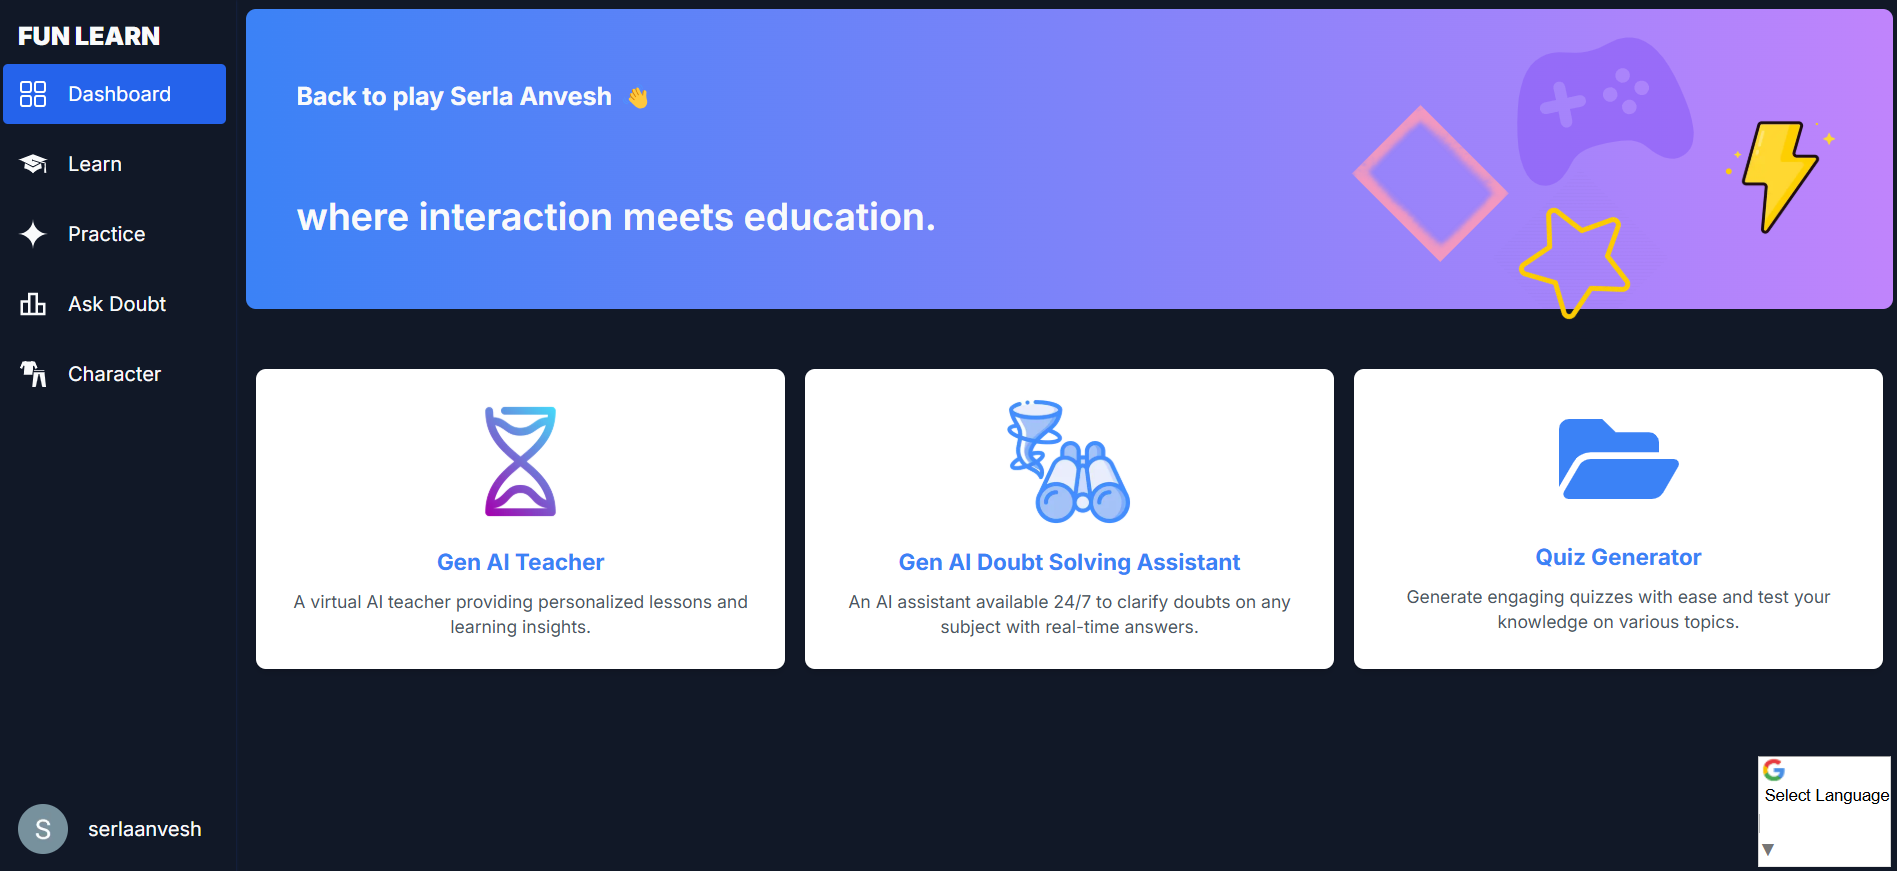 FUN LEARN
Dashboard
Learn
Practice
Ask Doubt
Character
serlaanvesh
Back to play Serla Anvesh 👋
where interaction meets education.
Gen AI Teacher
A virtual AI teacher providing personalized lessons and
learning insights.
Gen AI Doubt Solving Assistant
An AI assistant available 24/7 to clarify doubts on any
subject with real-time answers.
Quiz Generator
Generate engaging quizzes with ease and test your
knowledge on various topics.
Select Language
▼
S